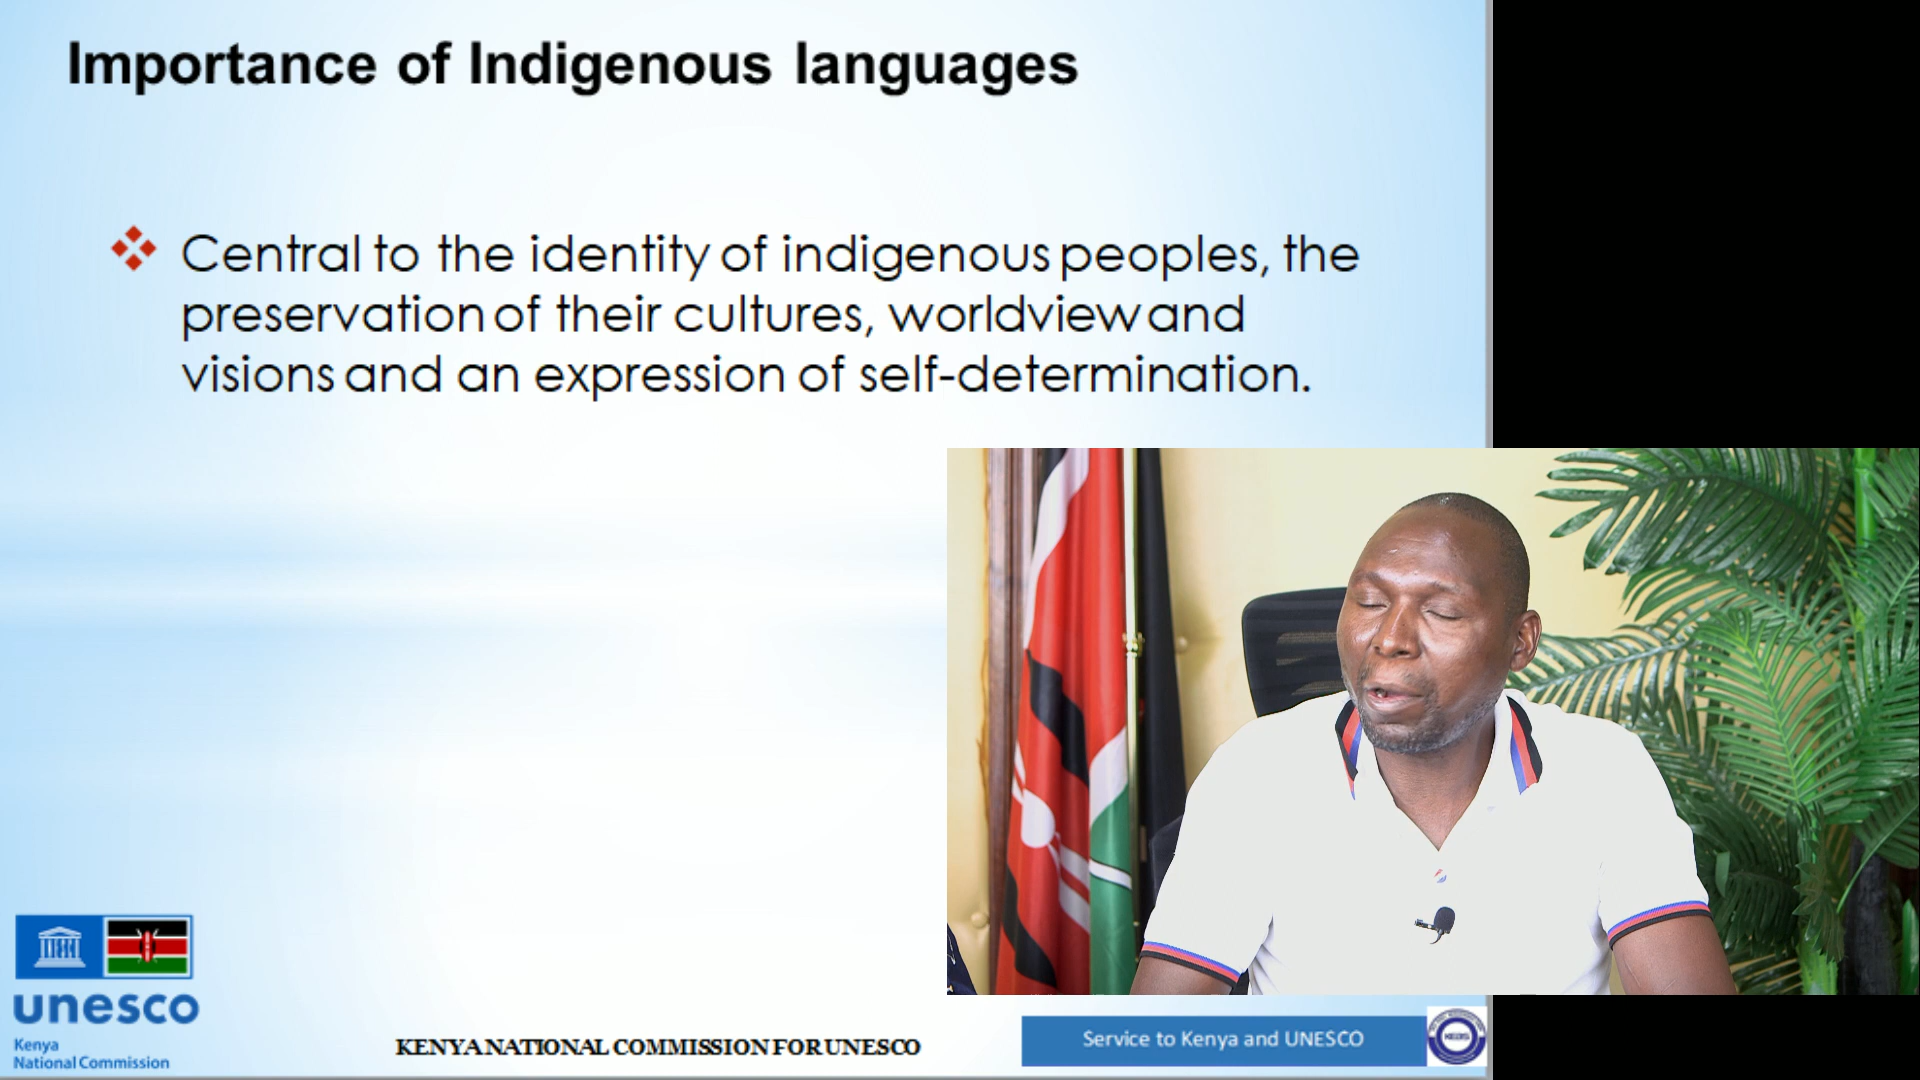 Importance of Indigenous languages
Central to the identity of indigenous peoples, the
preservation of their cultures, worldview and
visions and an expression of self-determination.
unesco
Kenya
National Commission
KENYA NATIONAL COMMISSION FOR UNESCO
Service to Kenya and UNESCO